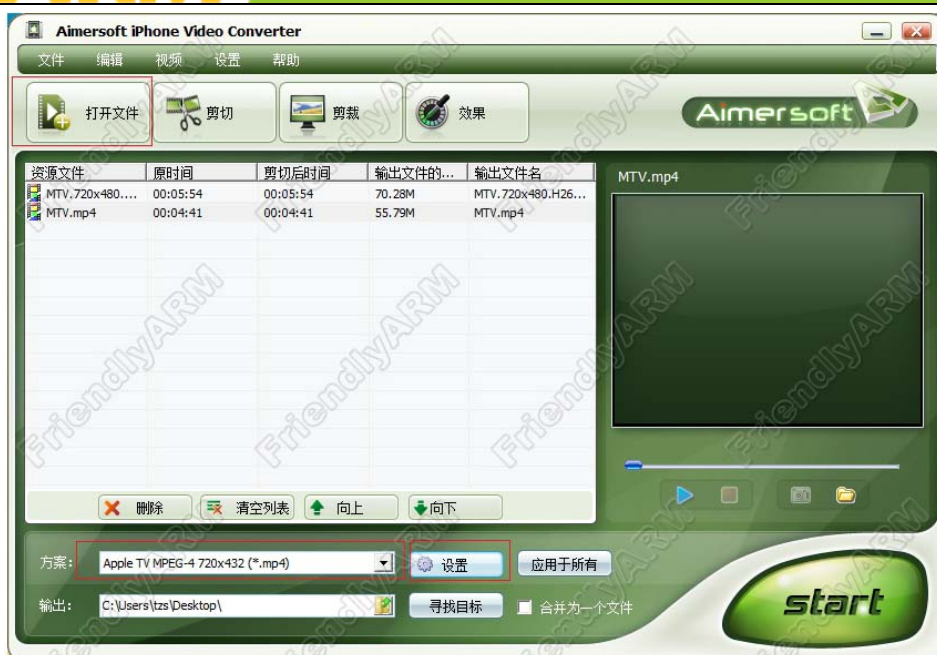 Aimersoft iPhone Video Converter
文件 编辑 视频 设置 帮助
打开文件 剪切 剪裁 效果 Aimersoft
资源文件 原时间 剪切后时间 输出文件的... 输出文件名
MTV.720x480.... 00:05:54 00:05:54 70.28M MTV.720x480.H26...
MTV.mp4 00:04:41 00:04:41 55.79M MTV.mp4
MTV.mp4
删除 清空列表 向上 向下
方案: Apple TV MPEG-4 720x432 (*.mp4) 设置 应用于所有
输出: C:\Users\tzs\Desktop\ 寻找目标 合并为一个文件
start
FriendlyARM